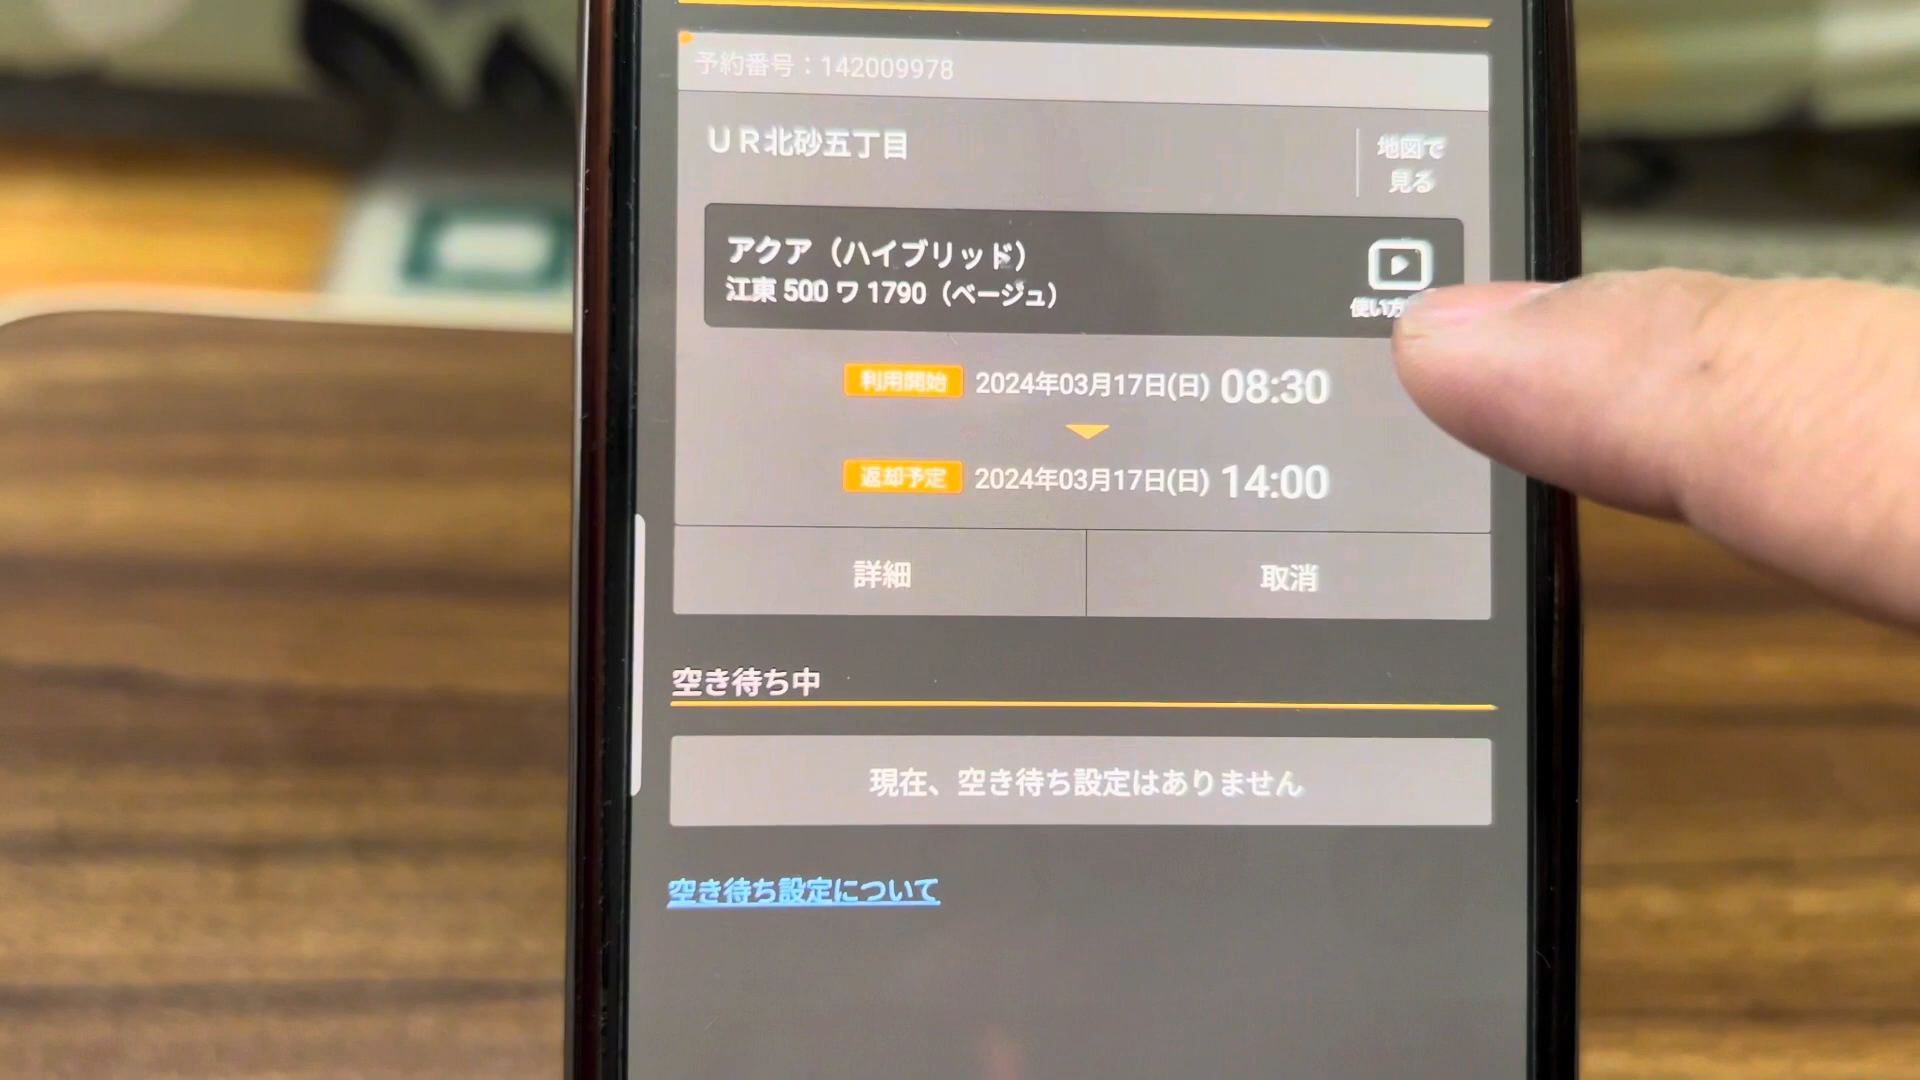 予約番号：142009978
ＵＲ北砂五丁目
地図で
見る
アクア（ハイブリッド）
江東 500 ワ 1790（ベージュ）
使い方
利用開始 2024年03月17日(日) 08:30
返却予定 2024年03月17日(日) 14:00
詳細
取消
空き待ち中
現在、空き待ち設定はありません
空き待ち設定について